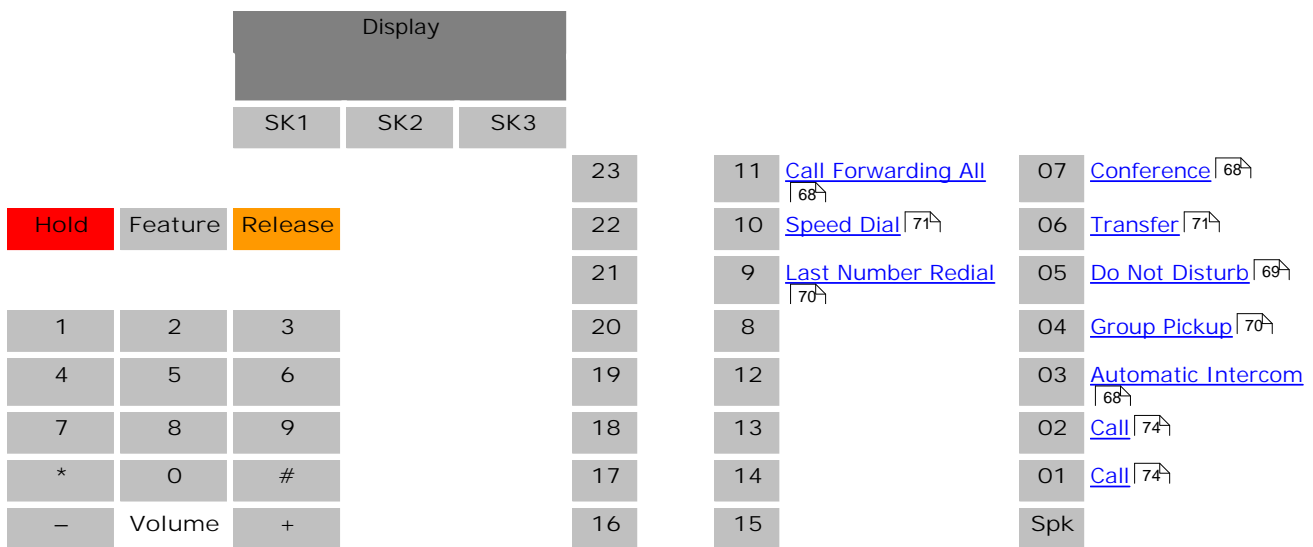 Display
SK1 SK2 SK3
23 11 Call Forwarding All 68 07 Conference 68
Hold Feature Release 22 10 Speed Dial 71 06 Transfer 71
21 9 Last Number Redial 70 05 Do Not Disturb 69
1 2 3 20 8 04 Group Pickup 70
4 5 6 19 12 03 Automatic Intercom 68
7 8 9 18 13 02 Call 74
* 0 # 17 14 01 Call 74
– Volume + 16 15 Spk